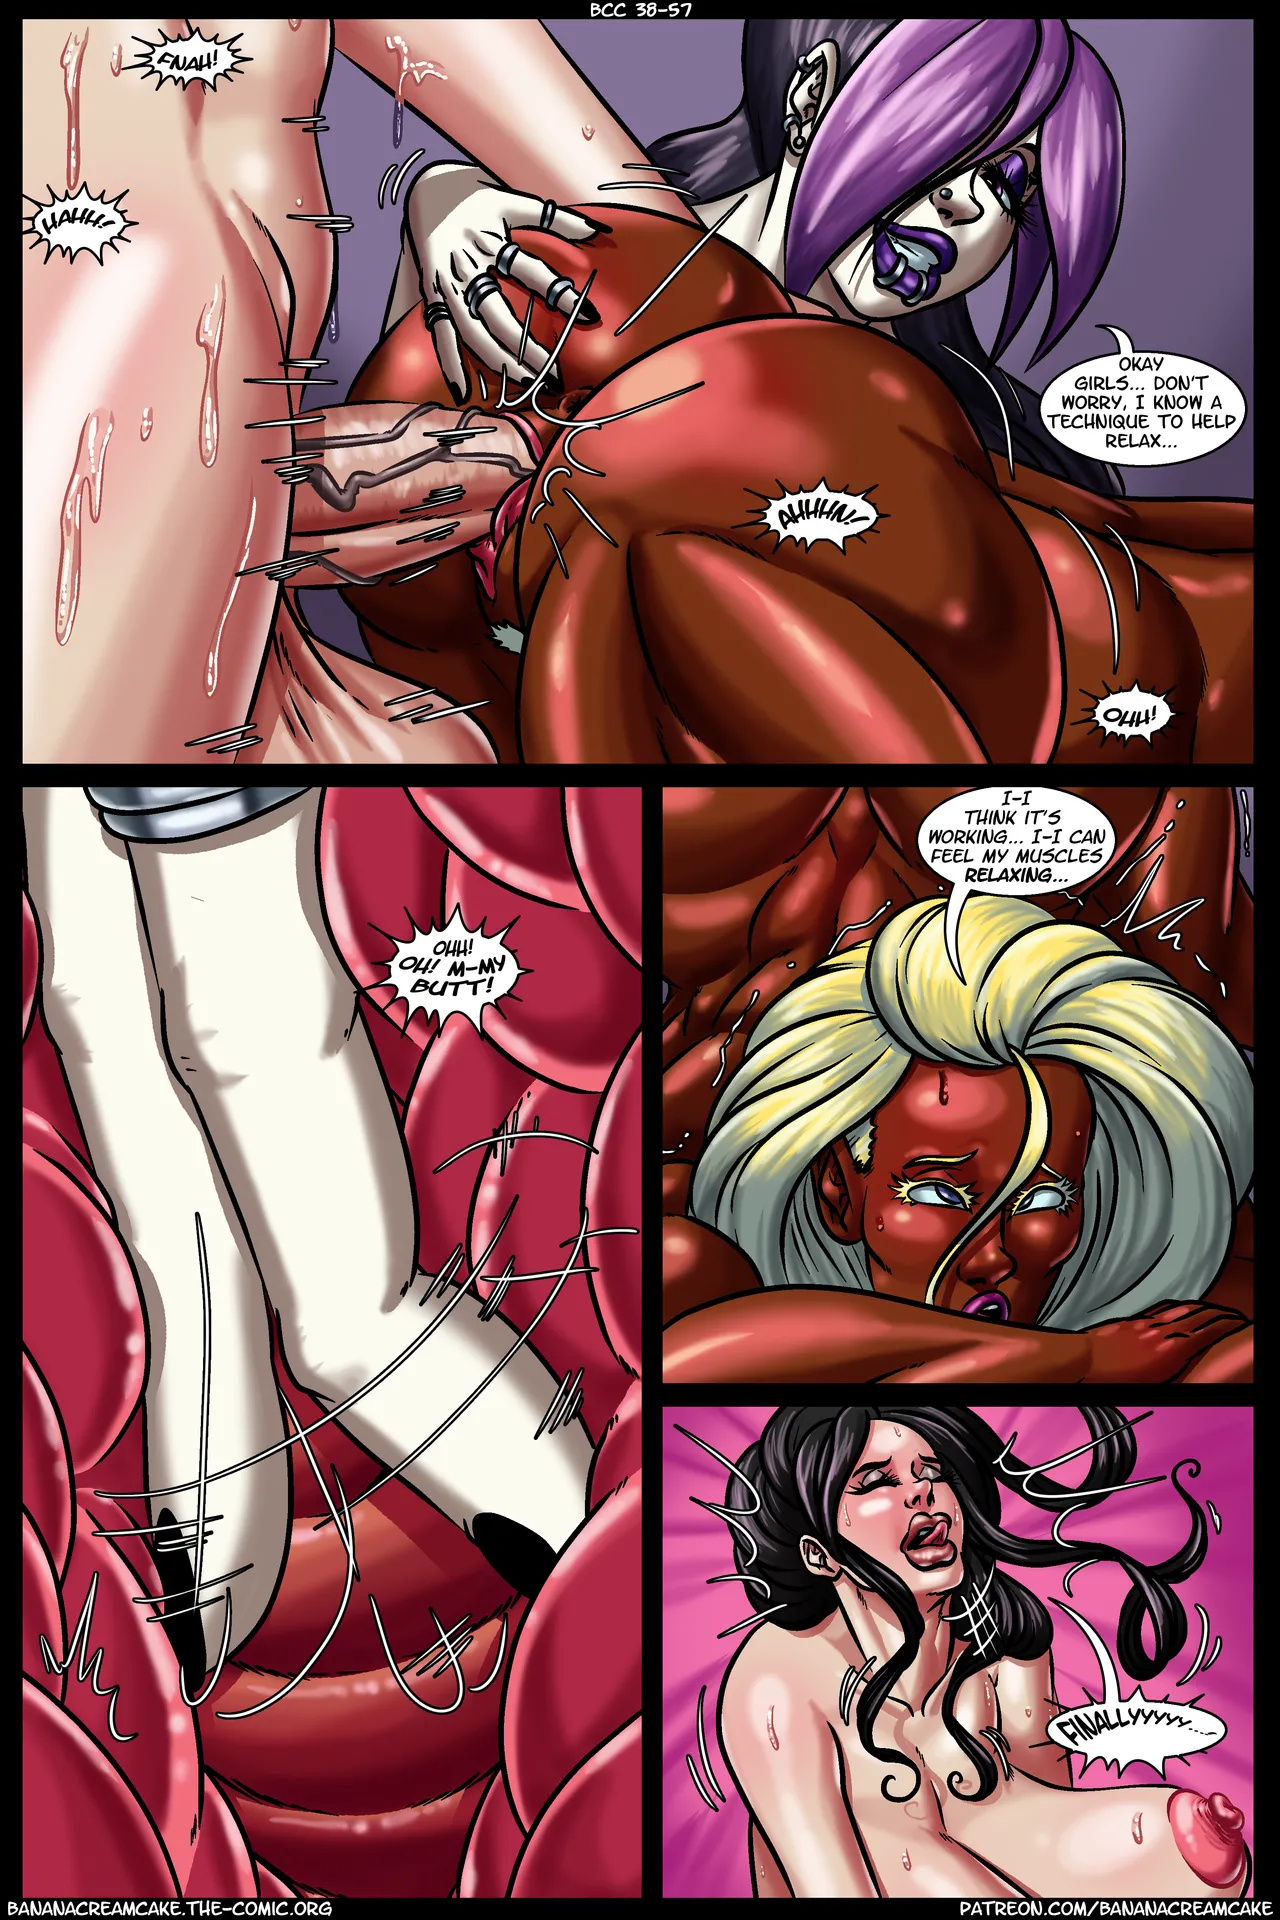 BCC 38-57
FNAH!
HAHH!
OKAY
GIRLS... DON'T
WORRY, I KNOW A
TECHNIQUE TO HELP
RELAX...
AHHHN!
OHH!
OHH!
OH! M-MY
BUTT!
I-I
THINK IT'S
WORKING... I-I CAN
FEEL MY MUSCLES
RELAXING...
FINALLYYYYY....
BANANACREAMCAKE.THE-COMIC.ORG
PATREON.COM/BANANACREAMCAKE